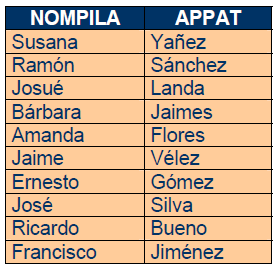 NOMPILA APPAT
Susana Yañez
Ramón Sánchez
Josué Landa
Bárbara Jaimes
Amanda Flores
Jaime Vélez
Ernesto Gómez
José Silva
Ricardo Bueno
Francisco Jiménez